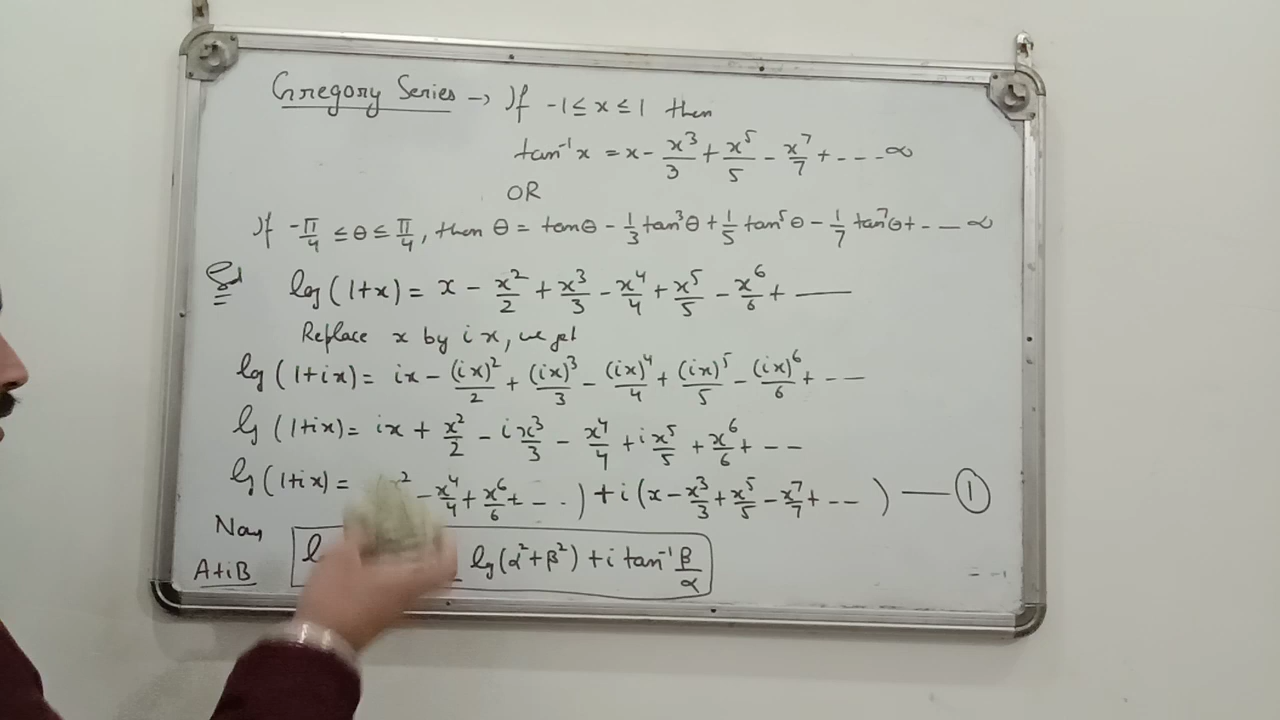 Gregory Series → If -1 ≤ x ≤ 1 then
tan⁻¹x = x - x³/3 + x⁵/5 - x⁷/7 + --- ∞
OR
If -π/4 ≤ θ ≤ π/4, then θ = tanθ - 1/3 tan³θ + 1/5 tan⁵θ - 1/7 tan⁷θ + -- ∞
Sol
log(1+x) = x - x²/2 + x³/3 - x⁴/4 + x⁵/5 - x⁶/6 + ---
Replace x by ix, we get
log(1+ix) = ix - (ix)²/2 + (ix)³/3 - (ix)⁴/4 + (ix)⁵/5 - (ix)⁶/6 + ---
log(1+ix) = ix + x²/2 - ix³/3 - x⁴/4 + ix⁵/5 + x⁶/6 + --
log(1+ix) = x² - x⁴/4 + x⁶/6 + --- ) + i(x - x³/3 + x⁵/5 - x⁷/7 + -- ) — ①
Now,
A+iB log(α²+β²) + i tan⁻¹ β/α